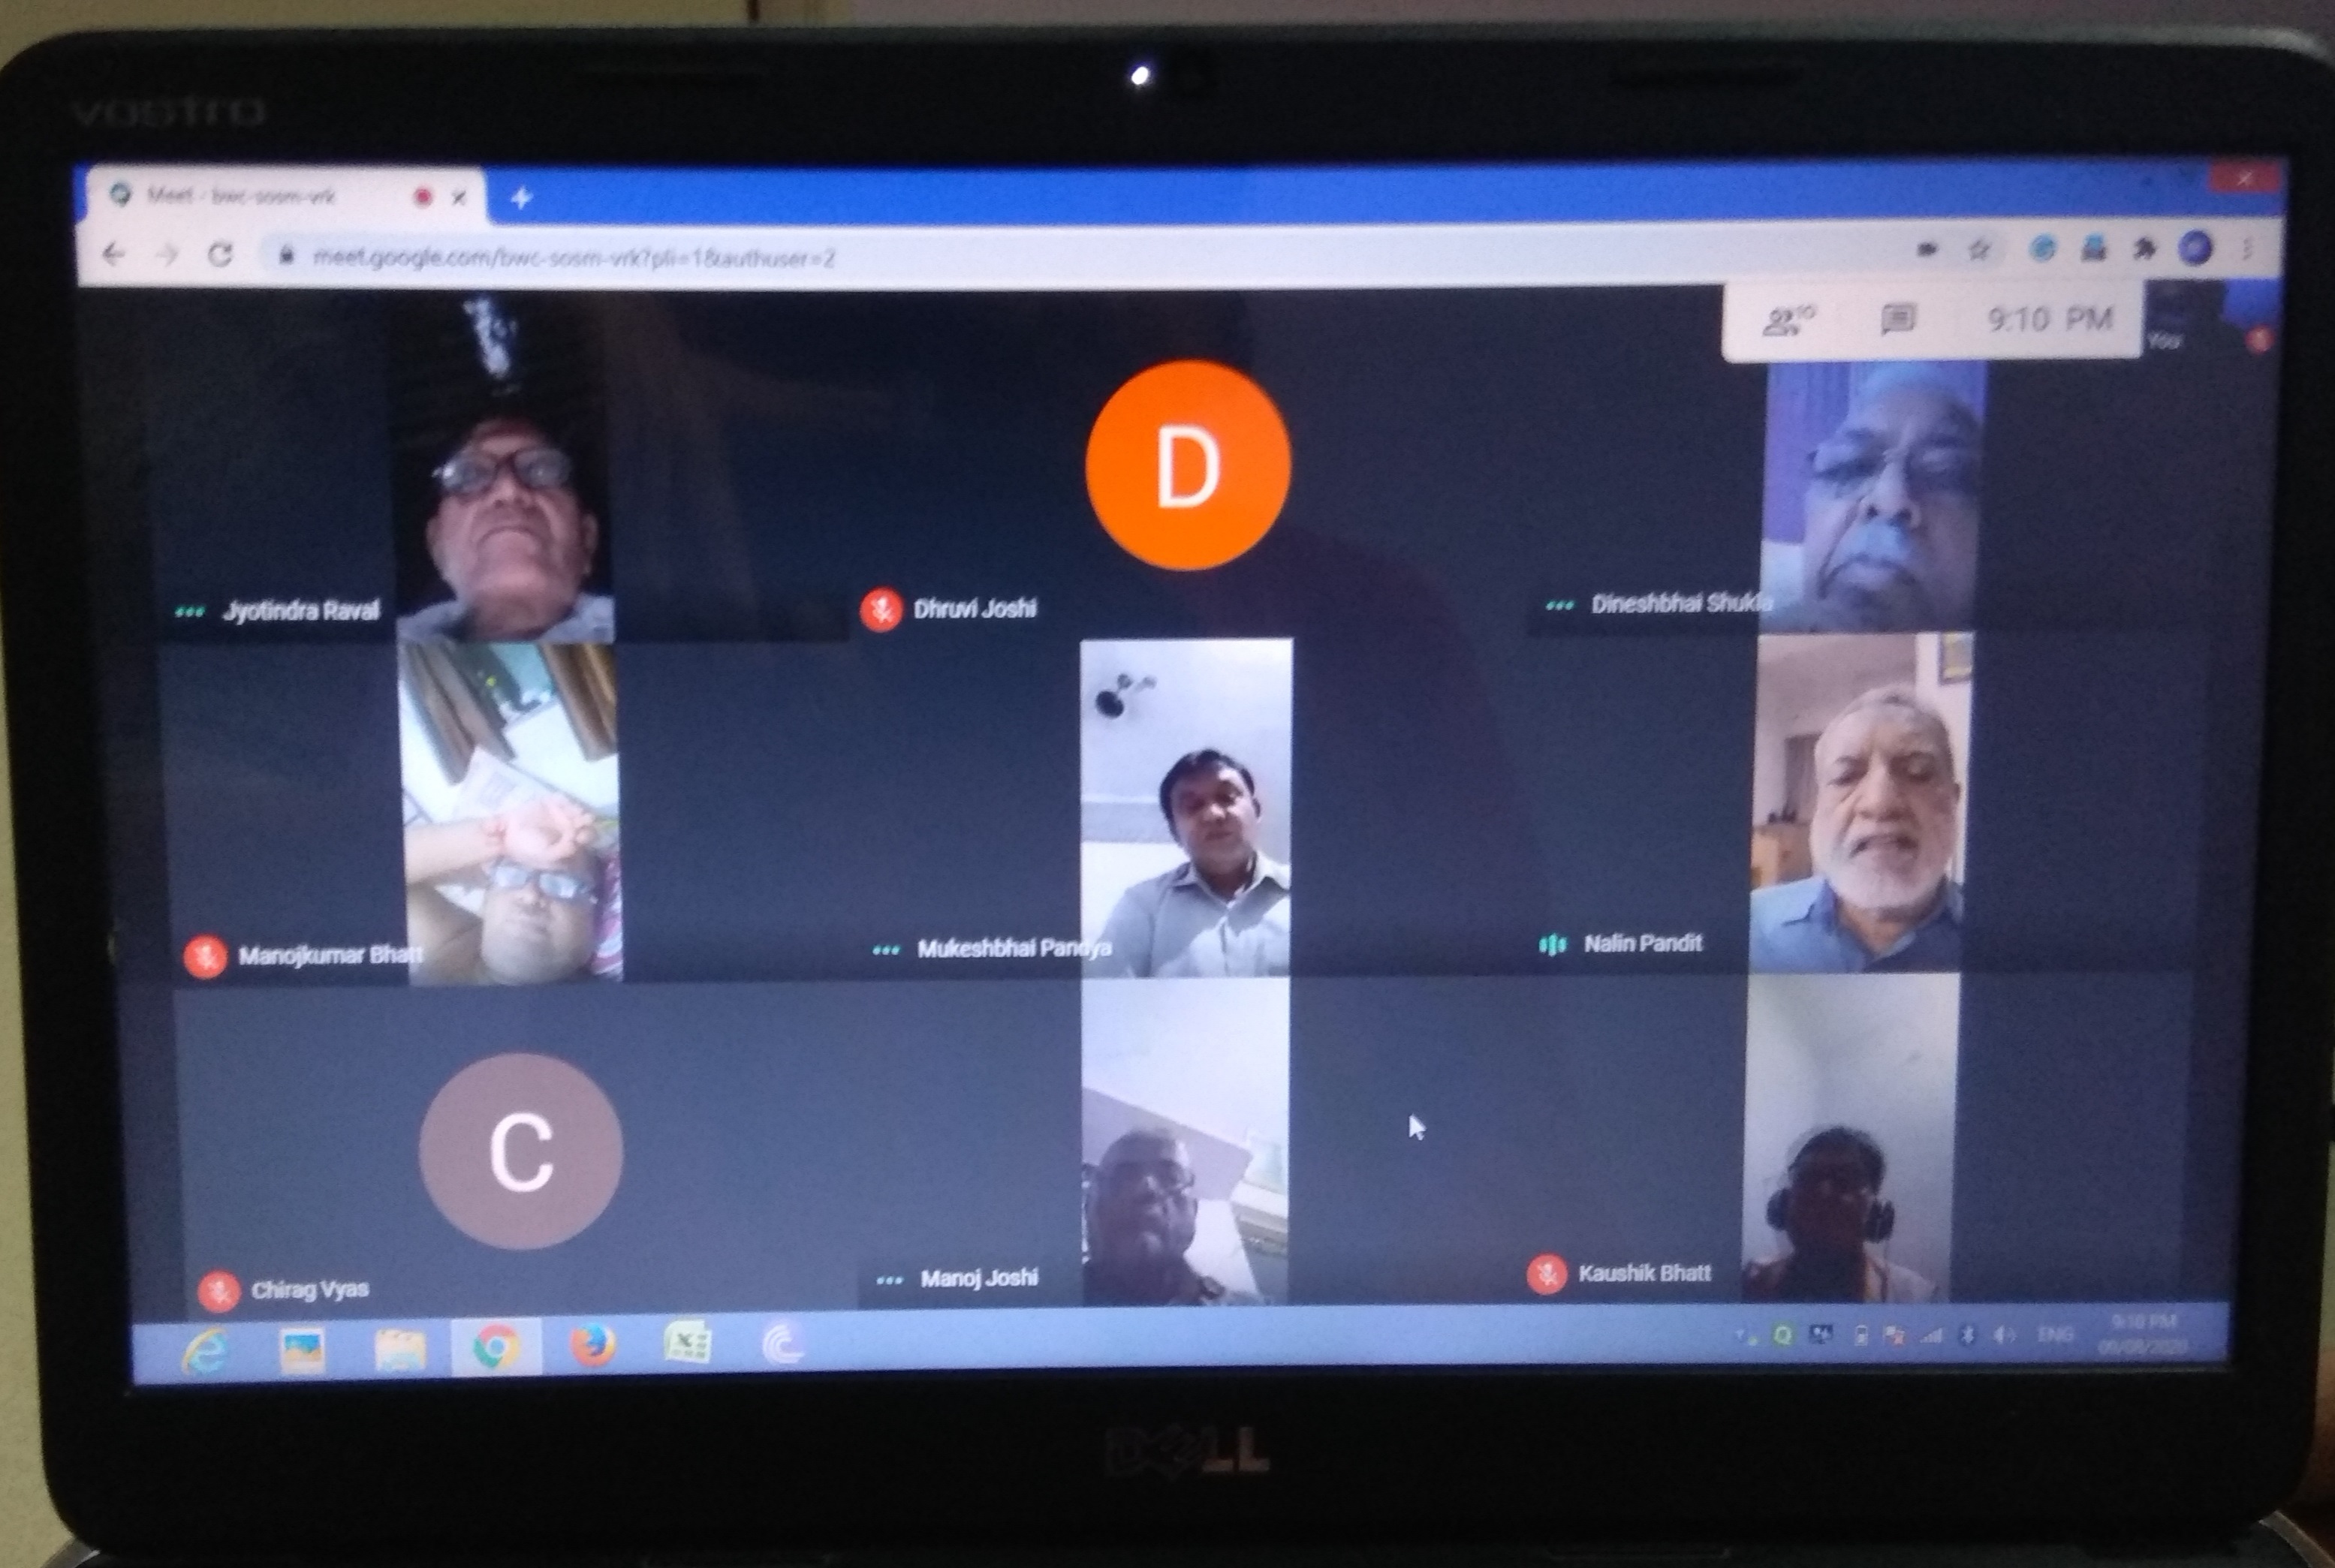 vostro
Meet - bwc-sosm-vrk
meet.google.com/bwc-sosm-vrk?pli=1&authuser=2
10
9:10 PM
You
D
Jyotindra Raval
Dhruvi Joshi
Dineshbhai Shukla
Manojkumar Bhatt
Mukeshbhai Pandya
Nalin Pandit
C
Chirag Vyas
Manoj Joshi
Kaushik Bhatt
ENG
9:10 PM
DELL